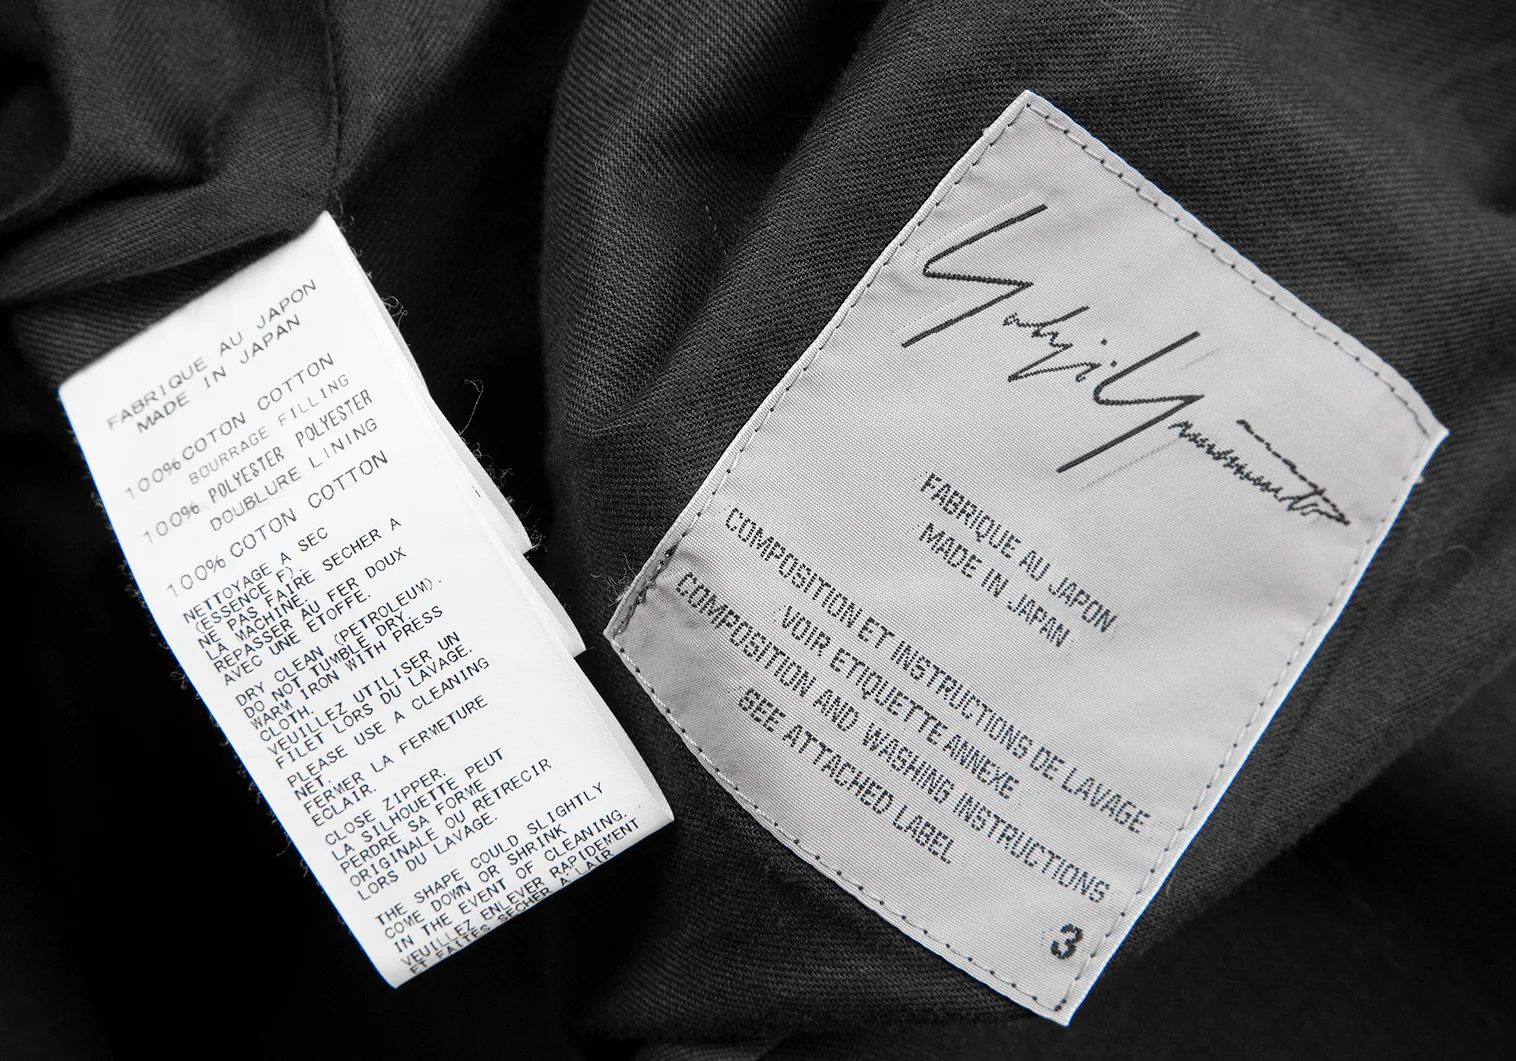 FABRIQUE AU JAPON
MADE IN JAPAN
100%COTON COTTON
BOURRAGE FILLING
100% POLYESTER POLYESTER
DOUBLURE LINING
100%COTON COTTON
NETTOYAGE A SEC
(ESSENCE F).
NE PAS FAIRE SECHER A
LA MACHINE.
REPASSER AU FER DOUX
AVEC UNE ETOFFE.
DRY CLEAN (PETROLEUM).
DO NOT TUMBLE DRY.
WARM IRON WITH PRESS
CLOTH.
VEUILLEZ UTILISER UN
FILET LORS DU LAVAGE.
PLEASE USE A CLEANING
NET.
FERMER LA FERMETURE
ECLAIR.
CLOSE ZIPPER.
LA SILHOUETTE PEUT
PERDRE SA FORME
ORIGINALE OU RETRECIR
LORS DU LAVAGE.
THE SHAPE COULD SLIGHTLY
COME DOWN OR SHRINK
IN THE EVENT OF CLEANING.
VEUILLEZ ENLEVER RAPIDEMENT
ET FAITES SECHER A LAIR
Yohji Yamamoto
FABRIQUE AU JAPON
MADE IN JAPAN
COMPOSITION ET INSTRUCTIONS DE LAVAGE
VOIR ETIQUETTE ANNEXE
COMPOSITION AND WASHING INSTRUCTIONS
SEE ATTACHED LABEL
3